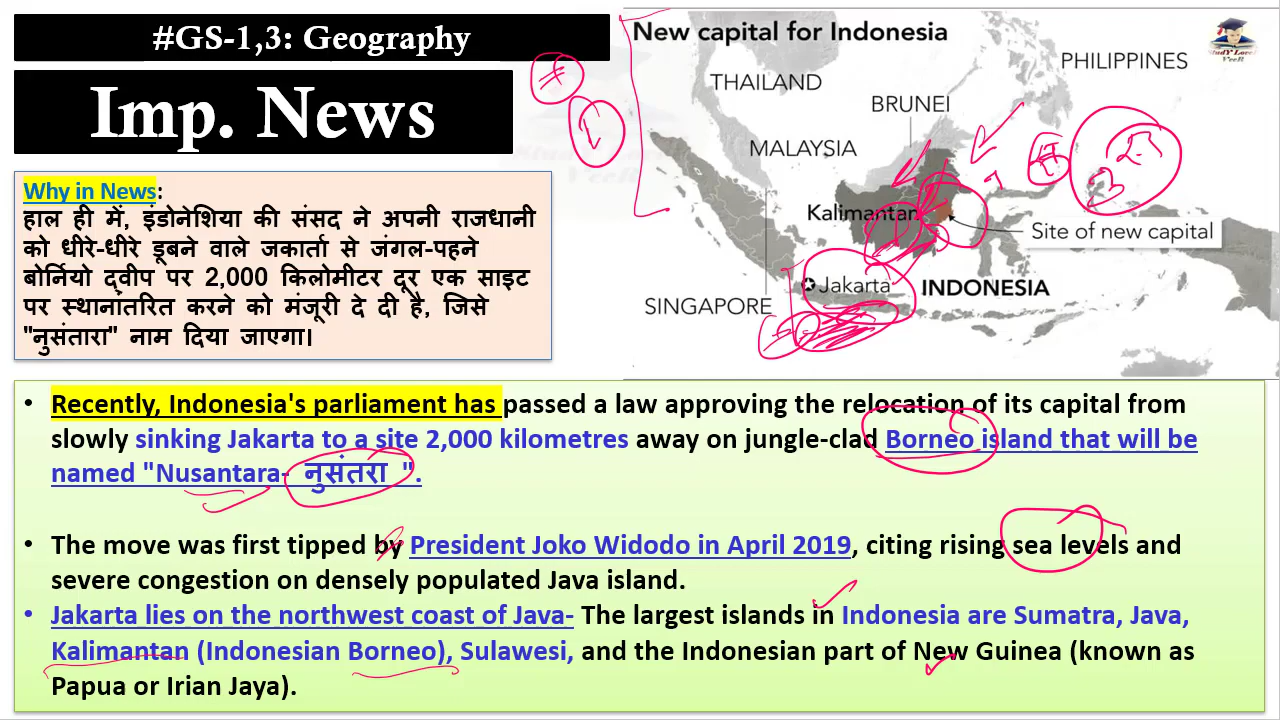 #GS-1,3: Geography
Imp. News
Why in News:
हाल ही में, इंडोनेशिया की संसद ने अपनी राजधानी
को धीरे-धीरे डूबने वाले जकार्ता से जंगल-पहने
बोर्नियो द्वीप पर 2,000 किलोमीटर दूर एक साइट
पर स्थानांतरित करने को मंजूरी दे दी है, जिसे
"नुसंतारा" नाम दिया जाएगा।
New capital for Indonesia
PHILIPPINES
THAILAND
BRUNEI
MALAYSIA
Kalimantan
Site of new capital
Jakarta
INDONESIA
SINGAPORE
• Recently, Indonesia's parliament has passed a law approving the relocation of its capital from
slowly sinking Jakarta to a site 2,000 kilometres away on jungle-clad Borneo island that will be
named "Nusantara- नुसंतरा ".
• The move was first tipped by President Joko Widodo in April 2019, citing rising sea levels and
severe congestion on densely populated Java island.
• Jakarta lies on the northwest coast of Java- The largest islands in Indonesia are Sumatra, Java,
Kalimantan (Indonesian Borneo), Sulawesi, and the Indonesian part of New Guinea (known as
Papua or Irian Jaya).